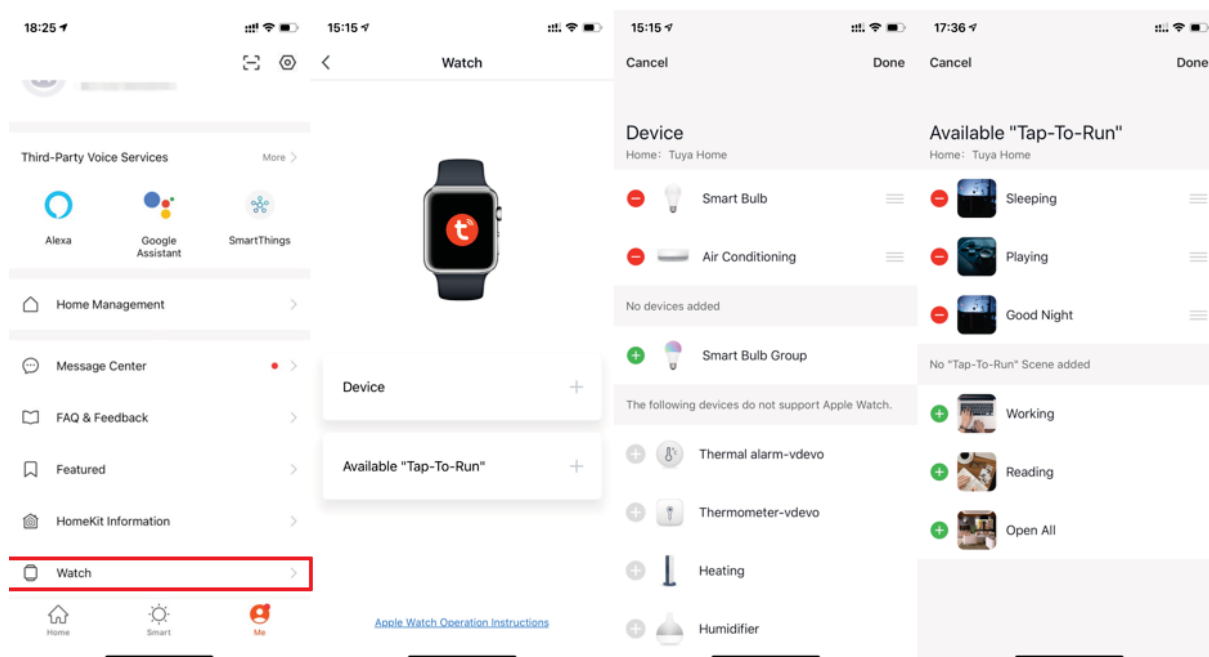 18:25
Third-Party Voice Services
More
Alexa
Google
Assistant
SmartThings
Home Management
Message Center
FAQ & Feedback
Featured
HomeKit Information
Watch
Home
Smart
Me
15:15
Watch
Device
Available "Tap-To-Run"
Apple Watch Operation Instructions
15:15
Cancel
Done
Device
Home: Tuya Home
Smart Bulb
Air Conditioning
No devices added
Smart Bulb Group
The following devices do not support Apple Watch.
Thermal alarm-vdevo
Thermometer-vdevo
Heating
Humidifier
17:36
Cancel
Done
Available "Tap-To-Run"
Home: Tuya Home
Sleeping
Playing
Good Night
No "Tap-To-Run" Scene added
Working
Reading
Open All